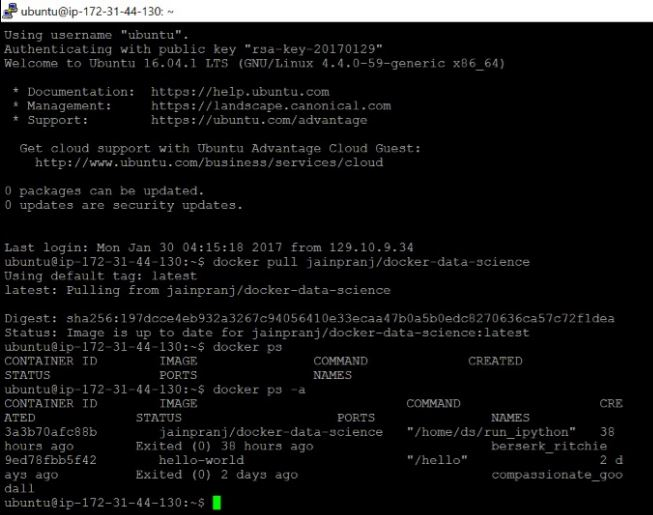 ubuntu@ip-172-31-44-130: ~
Using username "ubuntu".
Authenticating with public key "rsa-key-20170129"
Welcome to Ubuntu 16.04.1 LTS (GNU/Linux 4.4.0-59-generic x86_64)
* Documentation:  https://help.ubuntu.com
* Management:     https://landscape.canonical.com
* Support:        https://ubuntu.com/advantage
Get cloud support with Ubuntu Advantage Cloud Guest:
http://www.ubuntu.com/business/services/cloud
0 packages can be updated.
0 updates are security updates.
Last login: Mon Jan 30 04:15:18 2017 from 129.10.9.34
ubuntu@ip-172-31-44-130:~$ docker pull jainpranj/docker-data-science
Using default tag: latest
latest: Pulling from jainpranj/docker-data-science
Digest: sha256:197dcce4eb932a3267c94056410e33ecaa47b0a5b0edc8270636ca57c72f1dea
Status: Image is up to date for jainpranj/docker-data-science:latest
ubuntu@ip-172-31-44-130:~$ docker ps
CONTAINER ID        IMAGE               COMMAND             CREATED
STATUS              PORTS               NAMES
ubuntu@ip-172-31-44-130:~$ docker ps -a
CONTAINER ID        IMAGE                           COMMAND                  CRE
ATED             STATUS                    PORTS               NAMES
3a3b70afc88b        jainpranj/docker-data-science   "/home/ds/run_ipython"   38
hours ago        Exited (0) 38 hours ago                       berserk_ritchie
9ed78fbb5f42        hello-world                     "/hello"                 2 d
ays ago          Exited (0) 2 days ago                         compassionate_goo
dall
ubuntu@ip-172-31-44-130:~$